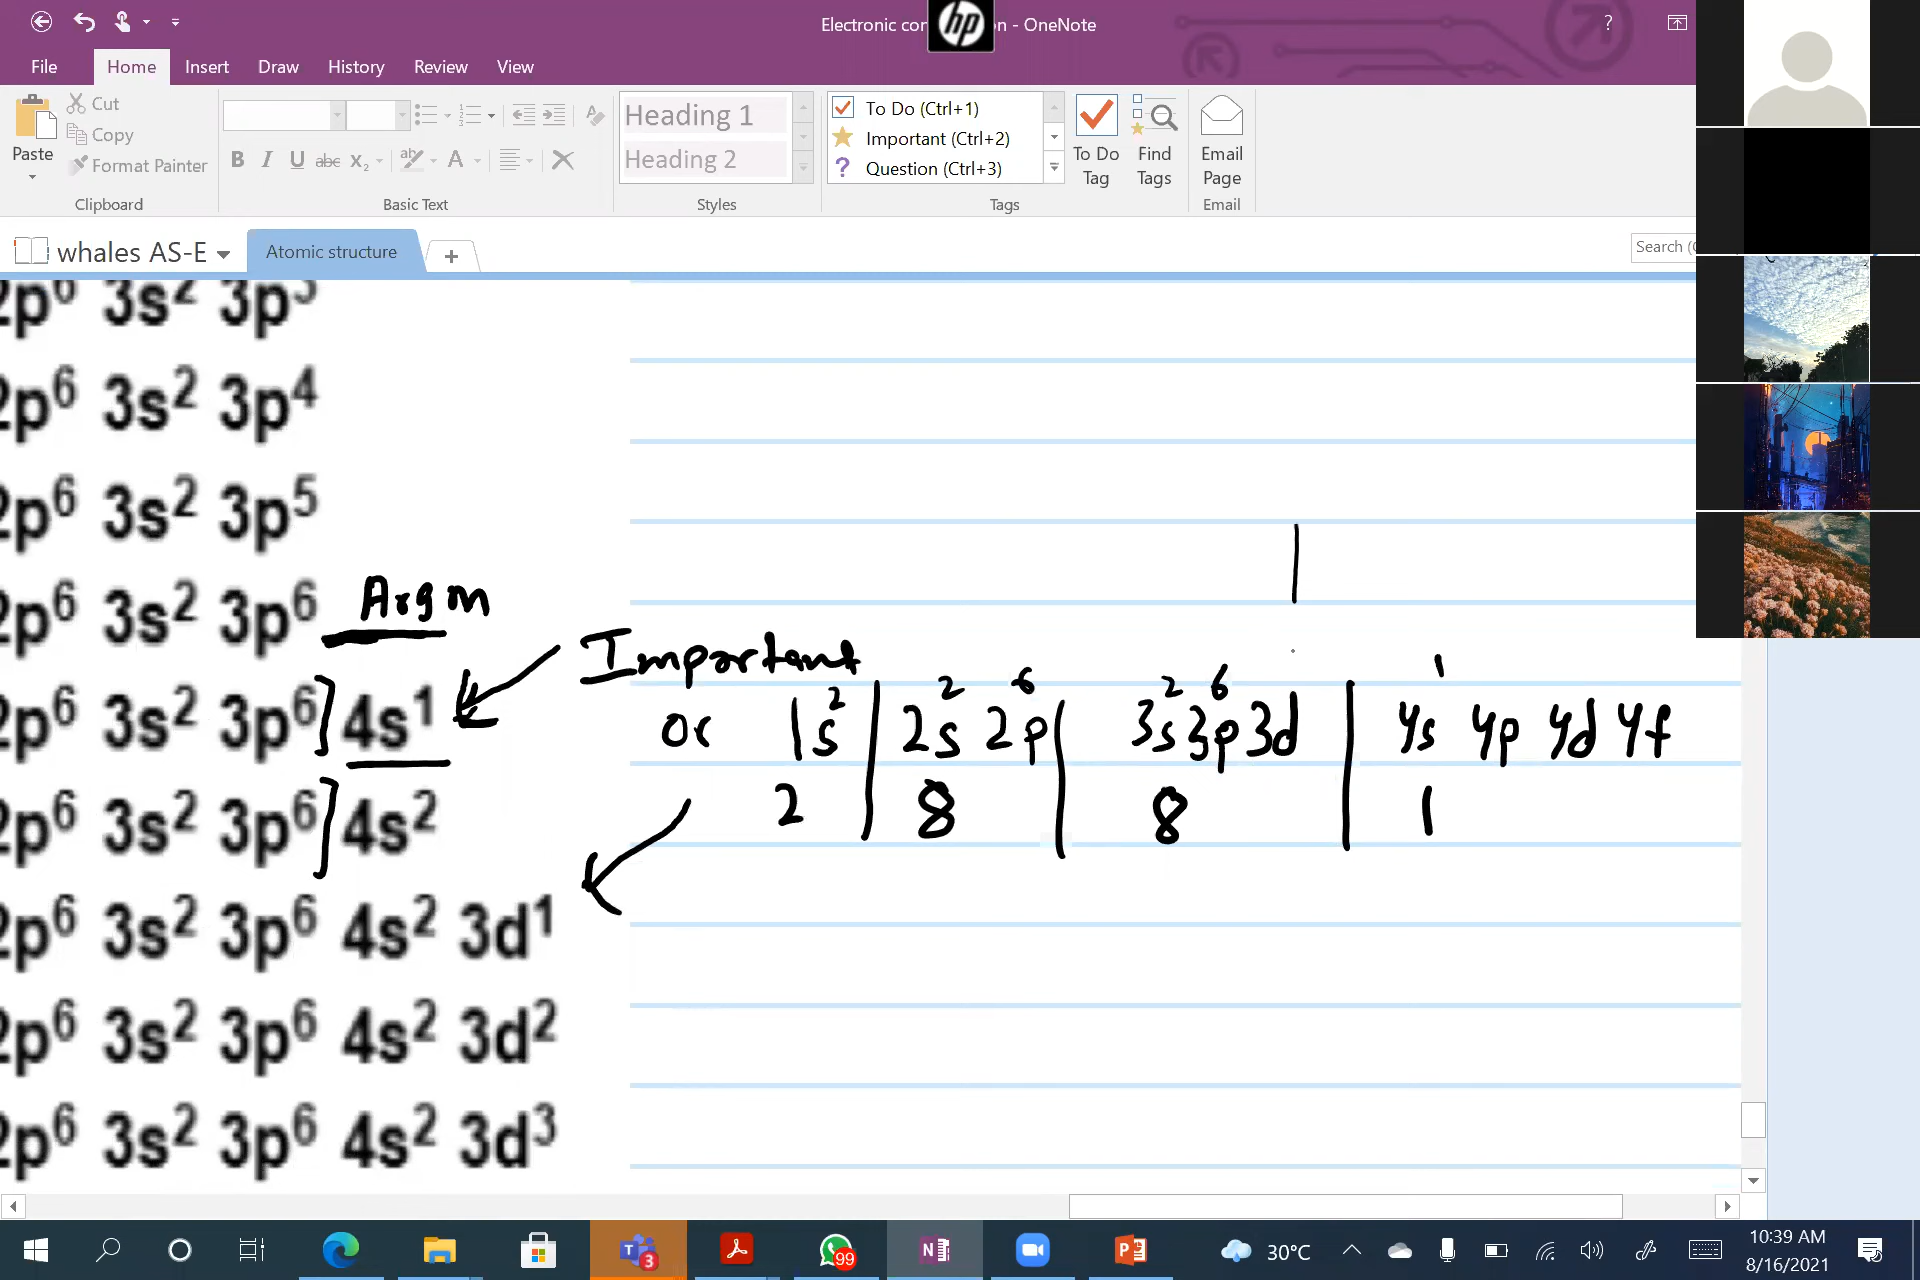 Electronic con
n - OneNote
?
File Home Insert Draw History Review View
Paste
Cut
Copy
Format Painter
Clipboard
B I U abc X₂ A
Basic Text
Heading 1
Heading 2
Styles
To Do (Ctrl+1)
Important (Ctrl+2)
Question (Ctrl+3)
Tags
To Do Tag
Find Tags
Email Page
Email
whales AS-E
Atomic structure
+
Search (
2p⁶ 3s² 3p³
2p⁶ 3s² 3p⁴
2p⁶ 3s² 3p⁵
2p⁶ 3s² 3p⁶ Argon
Important
2p⁶ 3s² 3p⁶] 4s¹
or 1s² | 2s² 2p⁶ | 3s² 3p⁶ 3d | 4s¹ 4p 4d 4f
2 | 8 | 8 | 1
2p⁶ 3s² 3p⁶] 4s²
2p⁶ 3s² 3p⁶ 4s² 3d¹
2p⁶ 3s² 3p⁶ 4s² 3d²
2p⁶ 3s² 3p⁶ 4s² 3d³
3
99
30°C
10:39 AM
8/16/2021